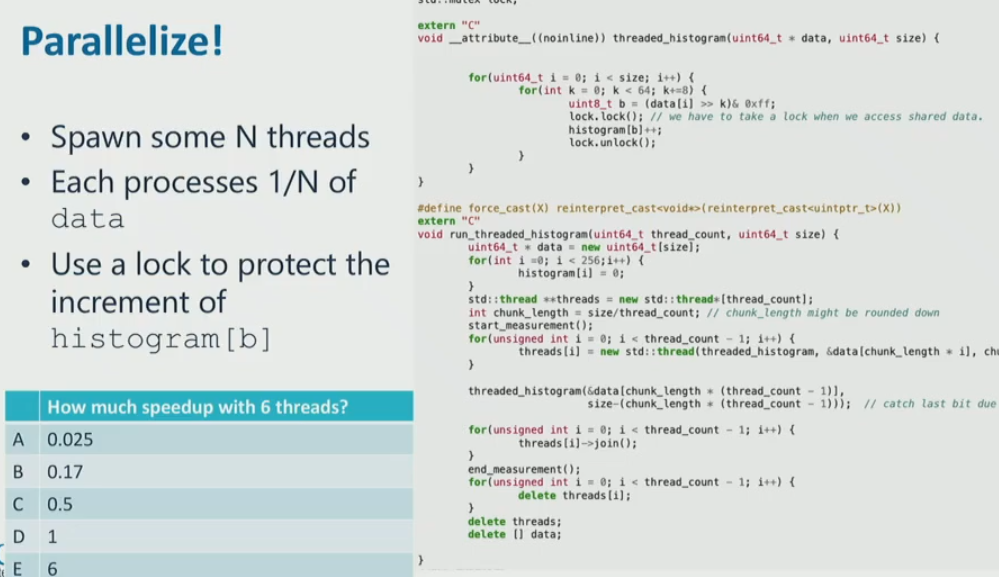 Parallelize!
• Spawn some N threads
• Each processes 1/N of
data
• Use a lock to protect the
increment of
histogram[b]
How much speedup with 6 threads?
A 0.025
B 0.17
C 0.5
D 1
E 6
std::mutex lock;
extern "C"
void __attribute__((noinline)) threaded_histogram(uint64_t * data, uint64_t size) {
for(uint64_t i = 0; i < size; i++) {
for(int k = 0; k < 64; k+=8) {
uint8_t b = (data[i] >> k)& 0xff;
lock.lock(); // we have to take a lock when we access shared data.
histogram[b]++;
lock.unlock();
}
}
}
#define force_cast(X) reinterpret_cast<void*>(reinterpret_cast<uintptr_t>(X))
extern "C"
void run_threaded_histogram(uint64_t thread_count, uint64_t size) {
uint64_t * data = new uint64_t[size];
for(int i =0; i < 256;i++) {
histogram[i] = 0;
}
std::thread **threads = new std::thread*[thread_count];
int chunk_length = size/thread_count; // chunk_length might be rounded down
start_measurement();
for(unsigned int i = 0; i < thread_count - 1; i++) {
threads[i] = new std::thread(threaded_histogram, &data[chunk_length * i], chu
}
threaded_histogram(&data[chunk_length * (thread_count - 1)],
size-(chunk_length * (thread_count - 1))); // catch last bit due
for(unsigned int i = 0; i < thread_count - 1; i++) {
threads[i]->join();
}
end_measurement();
for(unsigned int i = 0; i < thread_count - 1; i++) {
delete threads[i];
}
delete threads;
delete [] data;
}